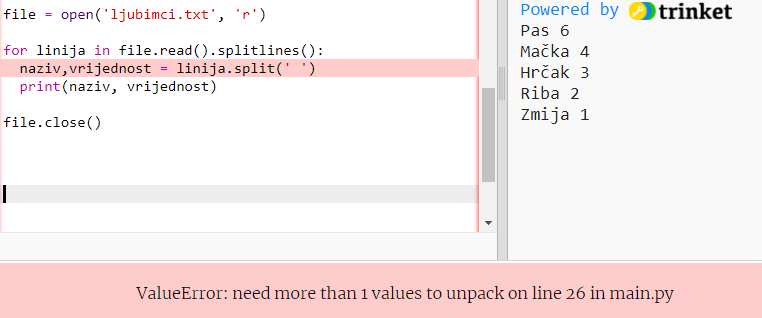 file = open('ljubimci.txt', 'r')
for linija in file.read().splitlines():
naziv,vrijednost = linija.split(' ')
print(naziv, vrijednost)
file.close()
Powered by trinket
Pas 6
Mačka 4
Hrčak 3
Riba 2
Zmija 1
ValueError: need more than 1 values to unpack on line 26 in main.py